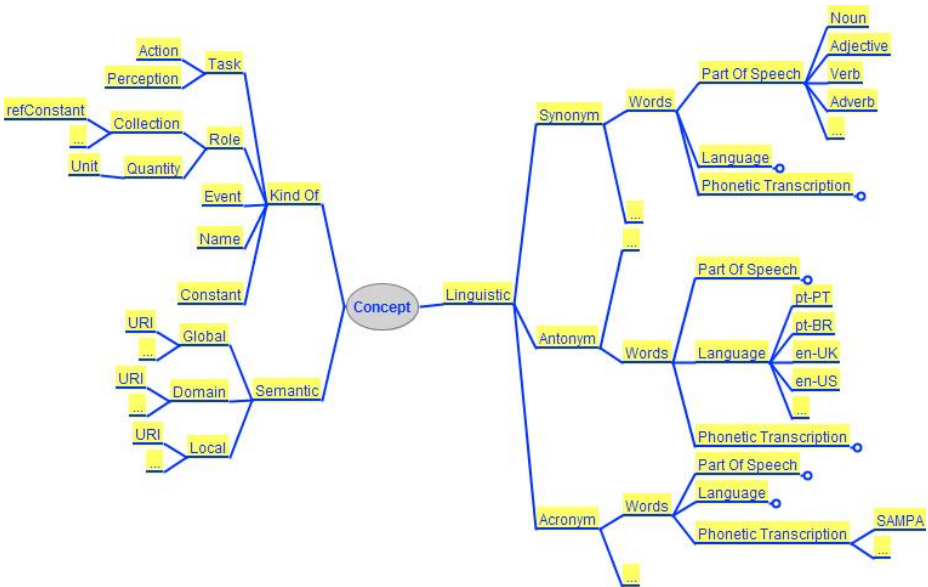 Action
Perception
Task
refConstant
...
Collection
Unit
Quantity
Role
Event
Name
Constant
Kind Of
URI
...
Global
URI
...
Domain
URI
...
Local
Semantic
Concept
Linguistic
Synonym
Words
Part Of Speech
Noun
Adjective
Verb
Adverb
...
Language
Phonetic Transcription
...
Antonym
...
Words
Part Of Speech
Language
pt-PT
pt-BR
en-UK
en-US
...
Phonetic Transcription
Acronym
Words
Part Of Speech
Language
Phonetic Transcription
SAMPA
...
...